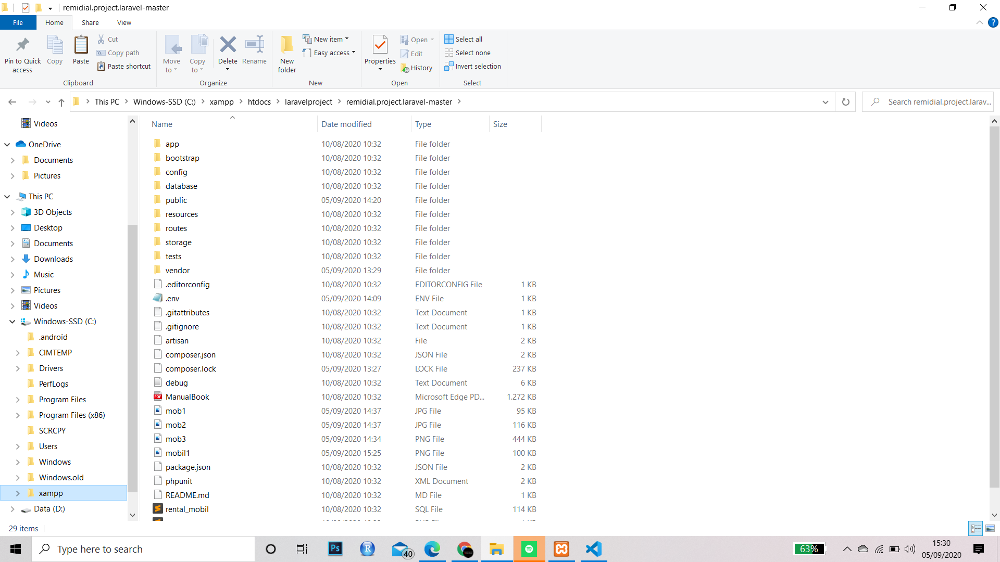 remidial.project.laravel-master
File
Home
Share
View
Pin to Quick access
Copy
Paste
Cut
Copy path
Paste shortcut
Clipboard
Move to
Copy to
Delete
Rename
Organize
New folder
New item
Easy access
New
Properties
Open
Edit
History
Open
Select all
Select none
Invert selection
Select
This PC
Windows-SSD (C:)
xampp
htdocs
laravelproject
remidial.project.laravel-master
Search remidial.project.larav...
Videos
OneDrive
Documents
Pictures
This PC
3D Objects
Desktop
Documents
Downloads
Music
Pictures
Videos
Windows-SSD (C:)
.android
CIMTEMP
Drivers
PerfLogs
Program Files
Program Files (x86)
SCRCPY
Users
Windows
Windows.old
xampp
Data (D:)
Name Date modified Type Size
app 10/08/2020 10:32 File folder
bootstrap 10/08/2020 10:32 File folder
config 10/08/2020 10:32 File folder
database 10/08/2020 10:32 File folder
public 05/09/2020 14:20 File folder
resources 10/08/2020 10:32 File folder
routes 10/08/2020 10:32 File folder
storage 10/08/2020 10:32 File folder
tests 10/08/2020 10:32 File folder
vendor 05/09/2020 13:29 File folder
.editorconfig 10/08/2020 10:32 EDITORCONFIG File 1 KB
.env 05/09/2020 14:09 ENV File 1 KB
.gitattributes 10/08/2020 10:32 Text Document 1 KB
.gitignore 10/08/2020 10:32 Text Document 1 KB
artisan 10/08/2020 10:32 File 2 KB
composer.json 10/08/2020 10:32 JSON File 2 KB
composer.lock 05/09/2020 13:27 LOCK File 237 KB
debug 10/08/2020 10:32 Text Document 6 KB
ManualBook 10/08/2020 10:32 Microsoft Edge PD... 1.272 KB
mob1 05/09/2020 14:37 JPG File 95 KB
mob2 05/09/2020 14:37 JPG File 116 KB
mob3 05/09/2020 14:34 PNG File 444 KB
mobil1 05/09/2020 15:25 PNG File 100 KB
package.json 10/08/2020 10:32 JSON File 2 KB
phpunit 10/08/2020 10:32 XML Document 2 KB
README.md 10/08/2020 10:32 MD File 1 KB
rental_mobil 10/08/2020 10:32 SQL File 114 KB
29 items
Type here to search
Ps
R
40
63%
15:30
05/09/2020